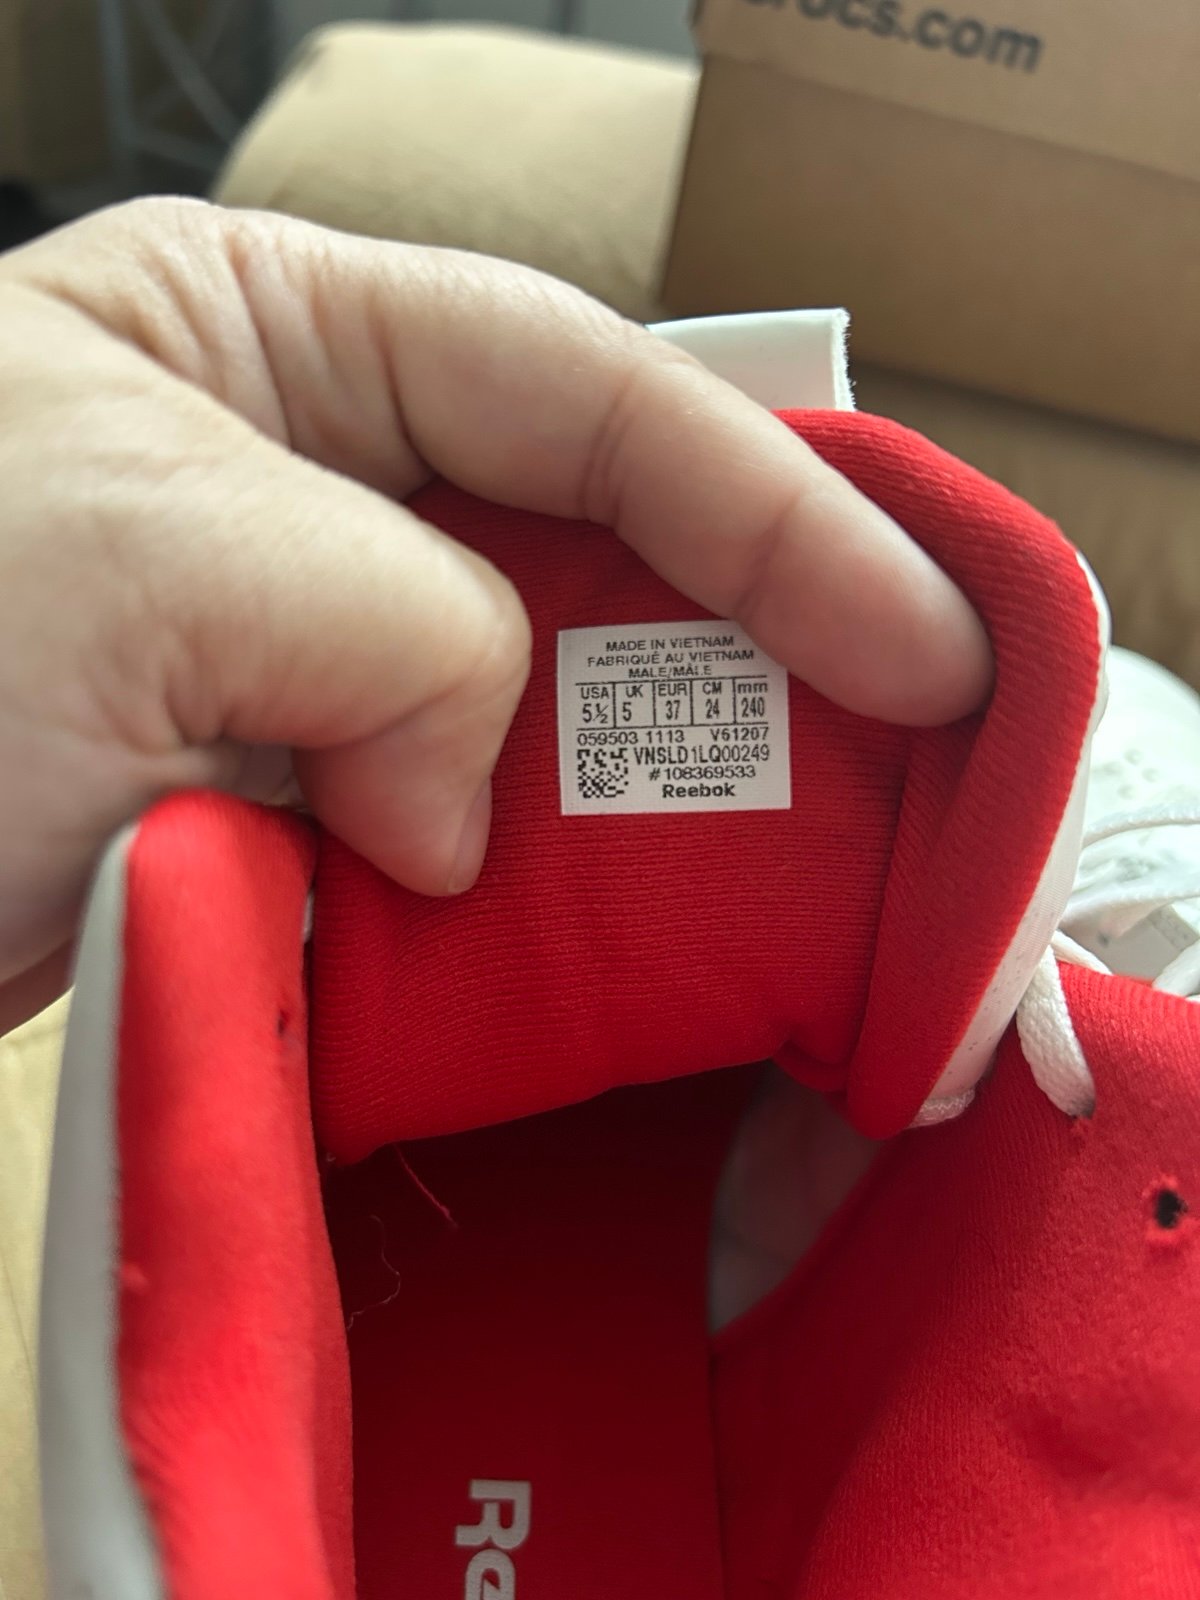 crocs.com
MADE IN VIETNAM
FABRIQUÉ AU VIETNAM
MALE/MÂLE
USA UK EUR CM mm
5½ 5 37 24 240
059503 1113 V61207
VNSLD1LQ00249
#108369533
Reebok
Re